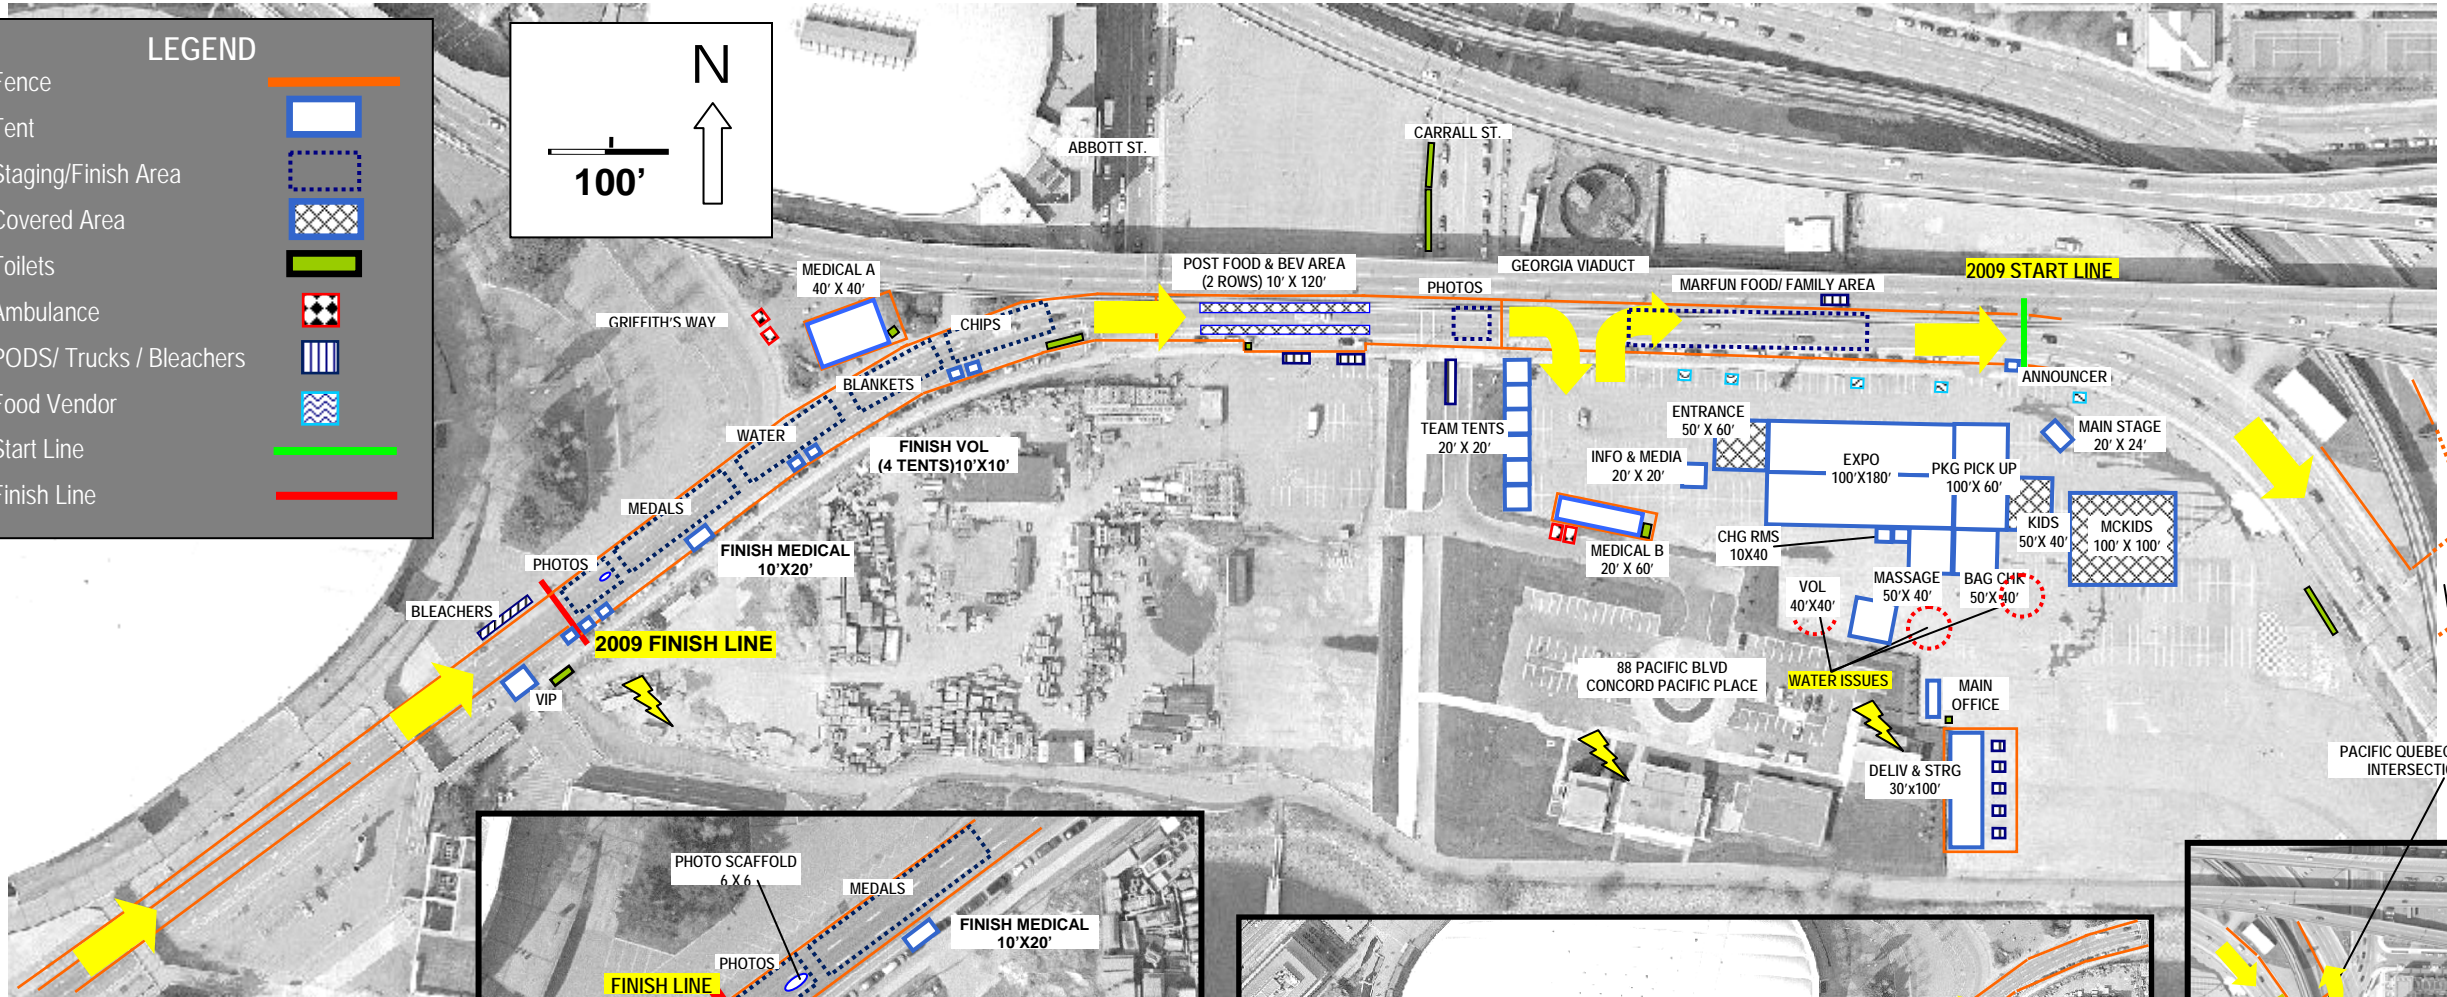 LEGEND
Fence
Tent
Staging/Finish Area
Covered Area
Toilets
Ambulance
PODS/ Trucks / Bleachers
Food Vendor
Start Line
Finish Line
N
100'
ABBOTT ST.
CARRALL ST.
GEORGIA VIADUCT
GRIFFITH'S WAY
MEDICAL A
40' X 40'
CHIPS
POST FOOD & BEV AREA
(2 ROWS) 10' X 120'
PHOTOS
MARFUN FOOD/ FAMILY AREA
2009 START LINE
ANNOUNCER
BLANKETS
WATER
FINISH VOL
(4 TENTS)10'X10'
MEDALS
FINISH MEDICAL
10'X20'
PHOTOS
BLEACHERS
2009 FINISH LINE
VIP
TEAM TENTS
20' X 20'
ENTRANCE
50' X 60'
INFO & MEDIA
20' X 20'
EXPO
100'X180'
PKG PICK UP
100'X 60'
MAIN STAGE
20' X 24'
KIDS
50'X 40'
MCKIDS
100' X 100'
MEDICAL B
20' X 60'
CHG RMS
10X40
VOL
40'X40'
MASSAGE
50'X 40'
BAG CHK
50'X 40'
88 PACIFIC BLVD
CONCORD PACIFIC PLACE
WATER ISSUES
MAIN
OFFICE
DELIV & STRG
30'x100'
PACIFIC QUEBEC
PHOTO SCAFFOLD
6 X 6
MEDALS
FINISH MEDICAL
10'X20'
PHOTOS
FINISH LINE